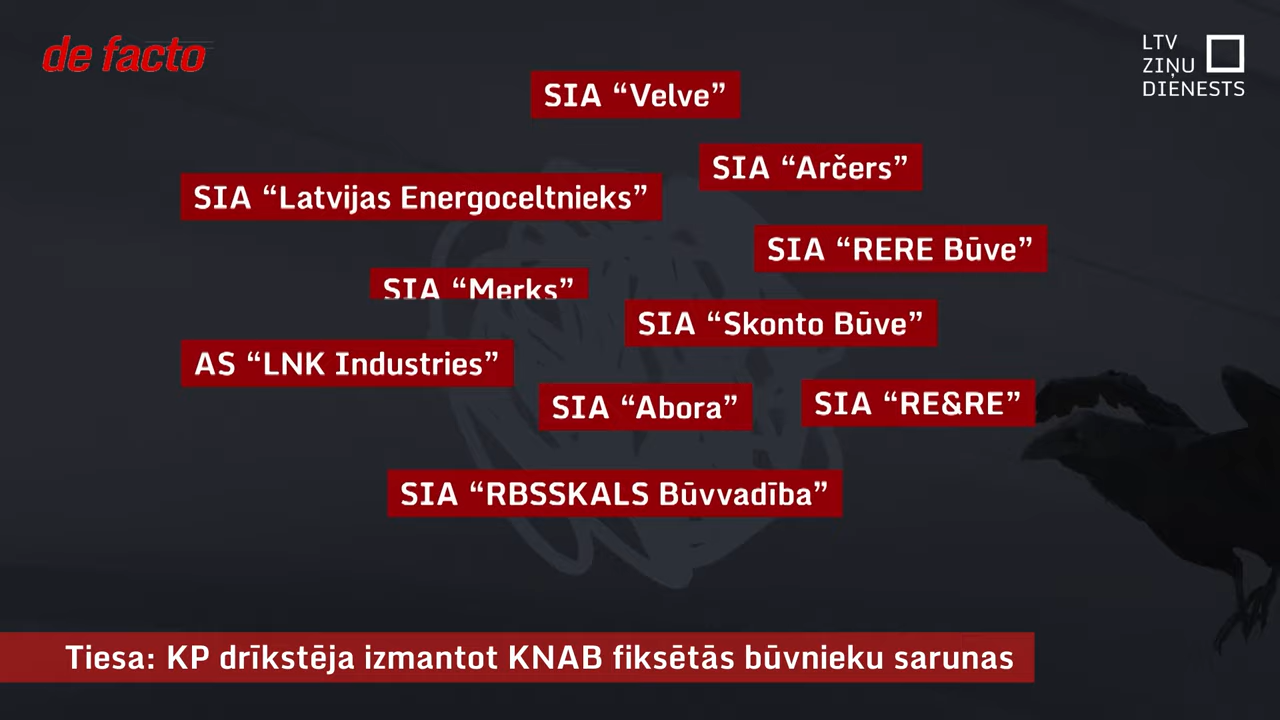 de facto
LTV
ZIŅU
DIENESTS
SIA “Velve”
SIA “Arčers”
SIA “Latvijas Energoceltnieks”
SIA “RERE Būve”
SIA “Merks”
SIA “Skonto Būve”
AS “LNK Industries”
SIA “Abora”
SIA “RE&RE”
SIA “RBSSKALS Būvvadība”
Tiesa: KP drīkstēja izmantot KNAB fiksētās būvnieku sarunas